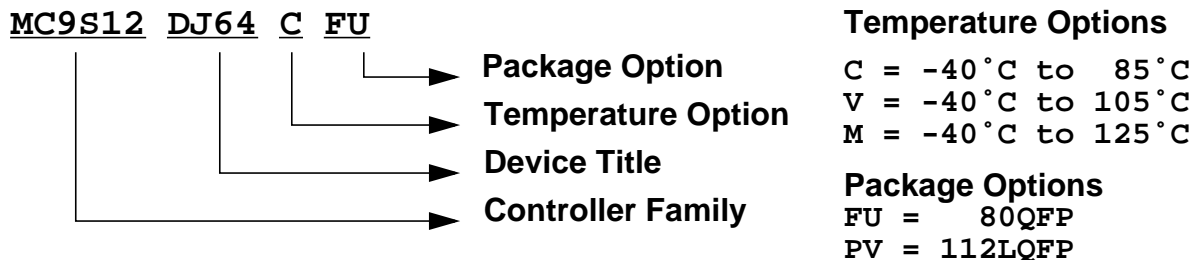 MC9S12 DJ64 C FU
Package Option
Temperature Option
Device Title
Controller Family
Temperature Options
C = -40˚C to  85˚C
V = -40˚C to 105˚C
M = -40˚C to 125˚C
Package Options
FU =   80QFP
PV = 112LQFP